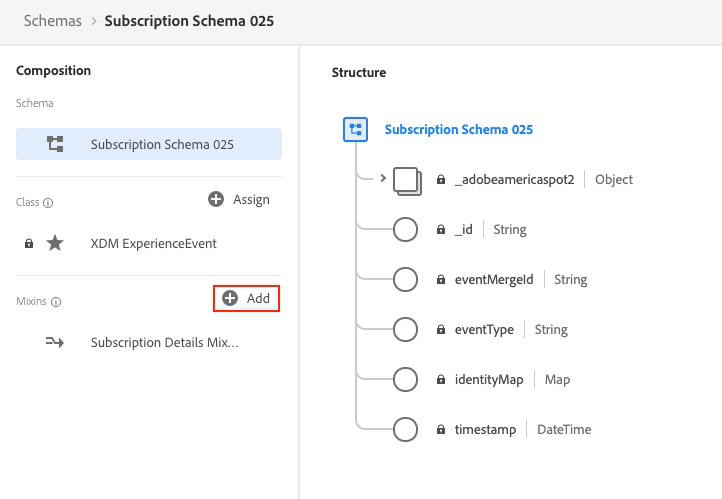 Schemas > Subscription Schema 025
Composition
Schema
Subscription Schema 025
Class
Assign
XDM ExperienceEvent
Mixins
Add
Subscription Details Mix...
Structure
Subscription Schema 025
_adobeamericaspot2 Object
_id String
eventMergeId String
eventType String
identityMap Map
timestamp DateTime